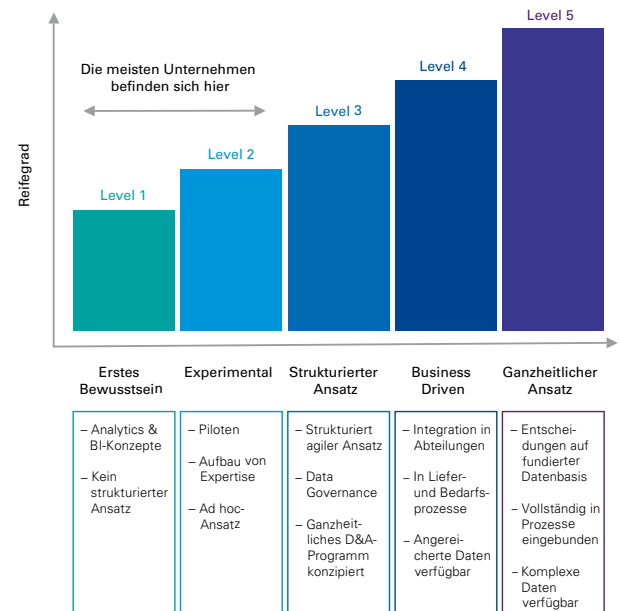 Level 5
Level 4
Die meisten Unternehmen
befinden sich hier
Level 3
Level 2
Level 1
Reifegrad
Erstes
Bewusstsein
Experimental
Strukturierter
Ansatz
Business
Driven
Ganzheitlicher
Ansatz
– Analytics &
BI-Konzepte
– Kein
strukturierter
Ansatz
– Piloten
– Aufbau von
Expertise
– Ad hoc-
Ansatz
– Strukturiert
agiler Ansatz
– Data
Governance
– Ganzheit-
liches D&A-
Programm
konzipiert
– Integration in
Abteilungen
– In Liefer-
und Bedarfs-
prozesse
– Angerei-
cherte Daten
verfügbar
– Entschei-
dungen auf
fundierter
Datenbasis
– Vollständig in
Prozesse
eingebunden
– Komplexe
Daten
verfügbar